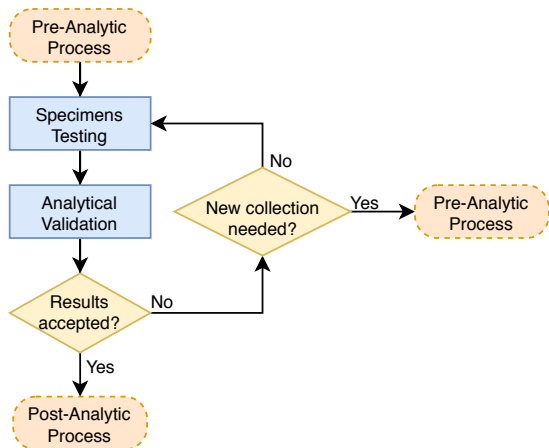 Pre-Analytic
Process
Specimens
Testing
No
Analytical
Validation
New collection
needed?
Yes
Pre-Analytic
Process
Results
accepted?
No
Yes
Post-Analytic
Process